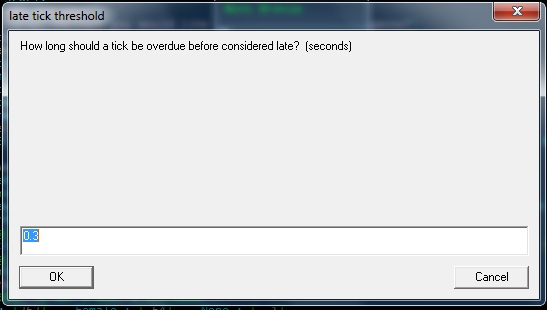 late tick threshold
How long should a tick be overdue before considered late? (seconds)
0.3
OK
Cancel